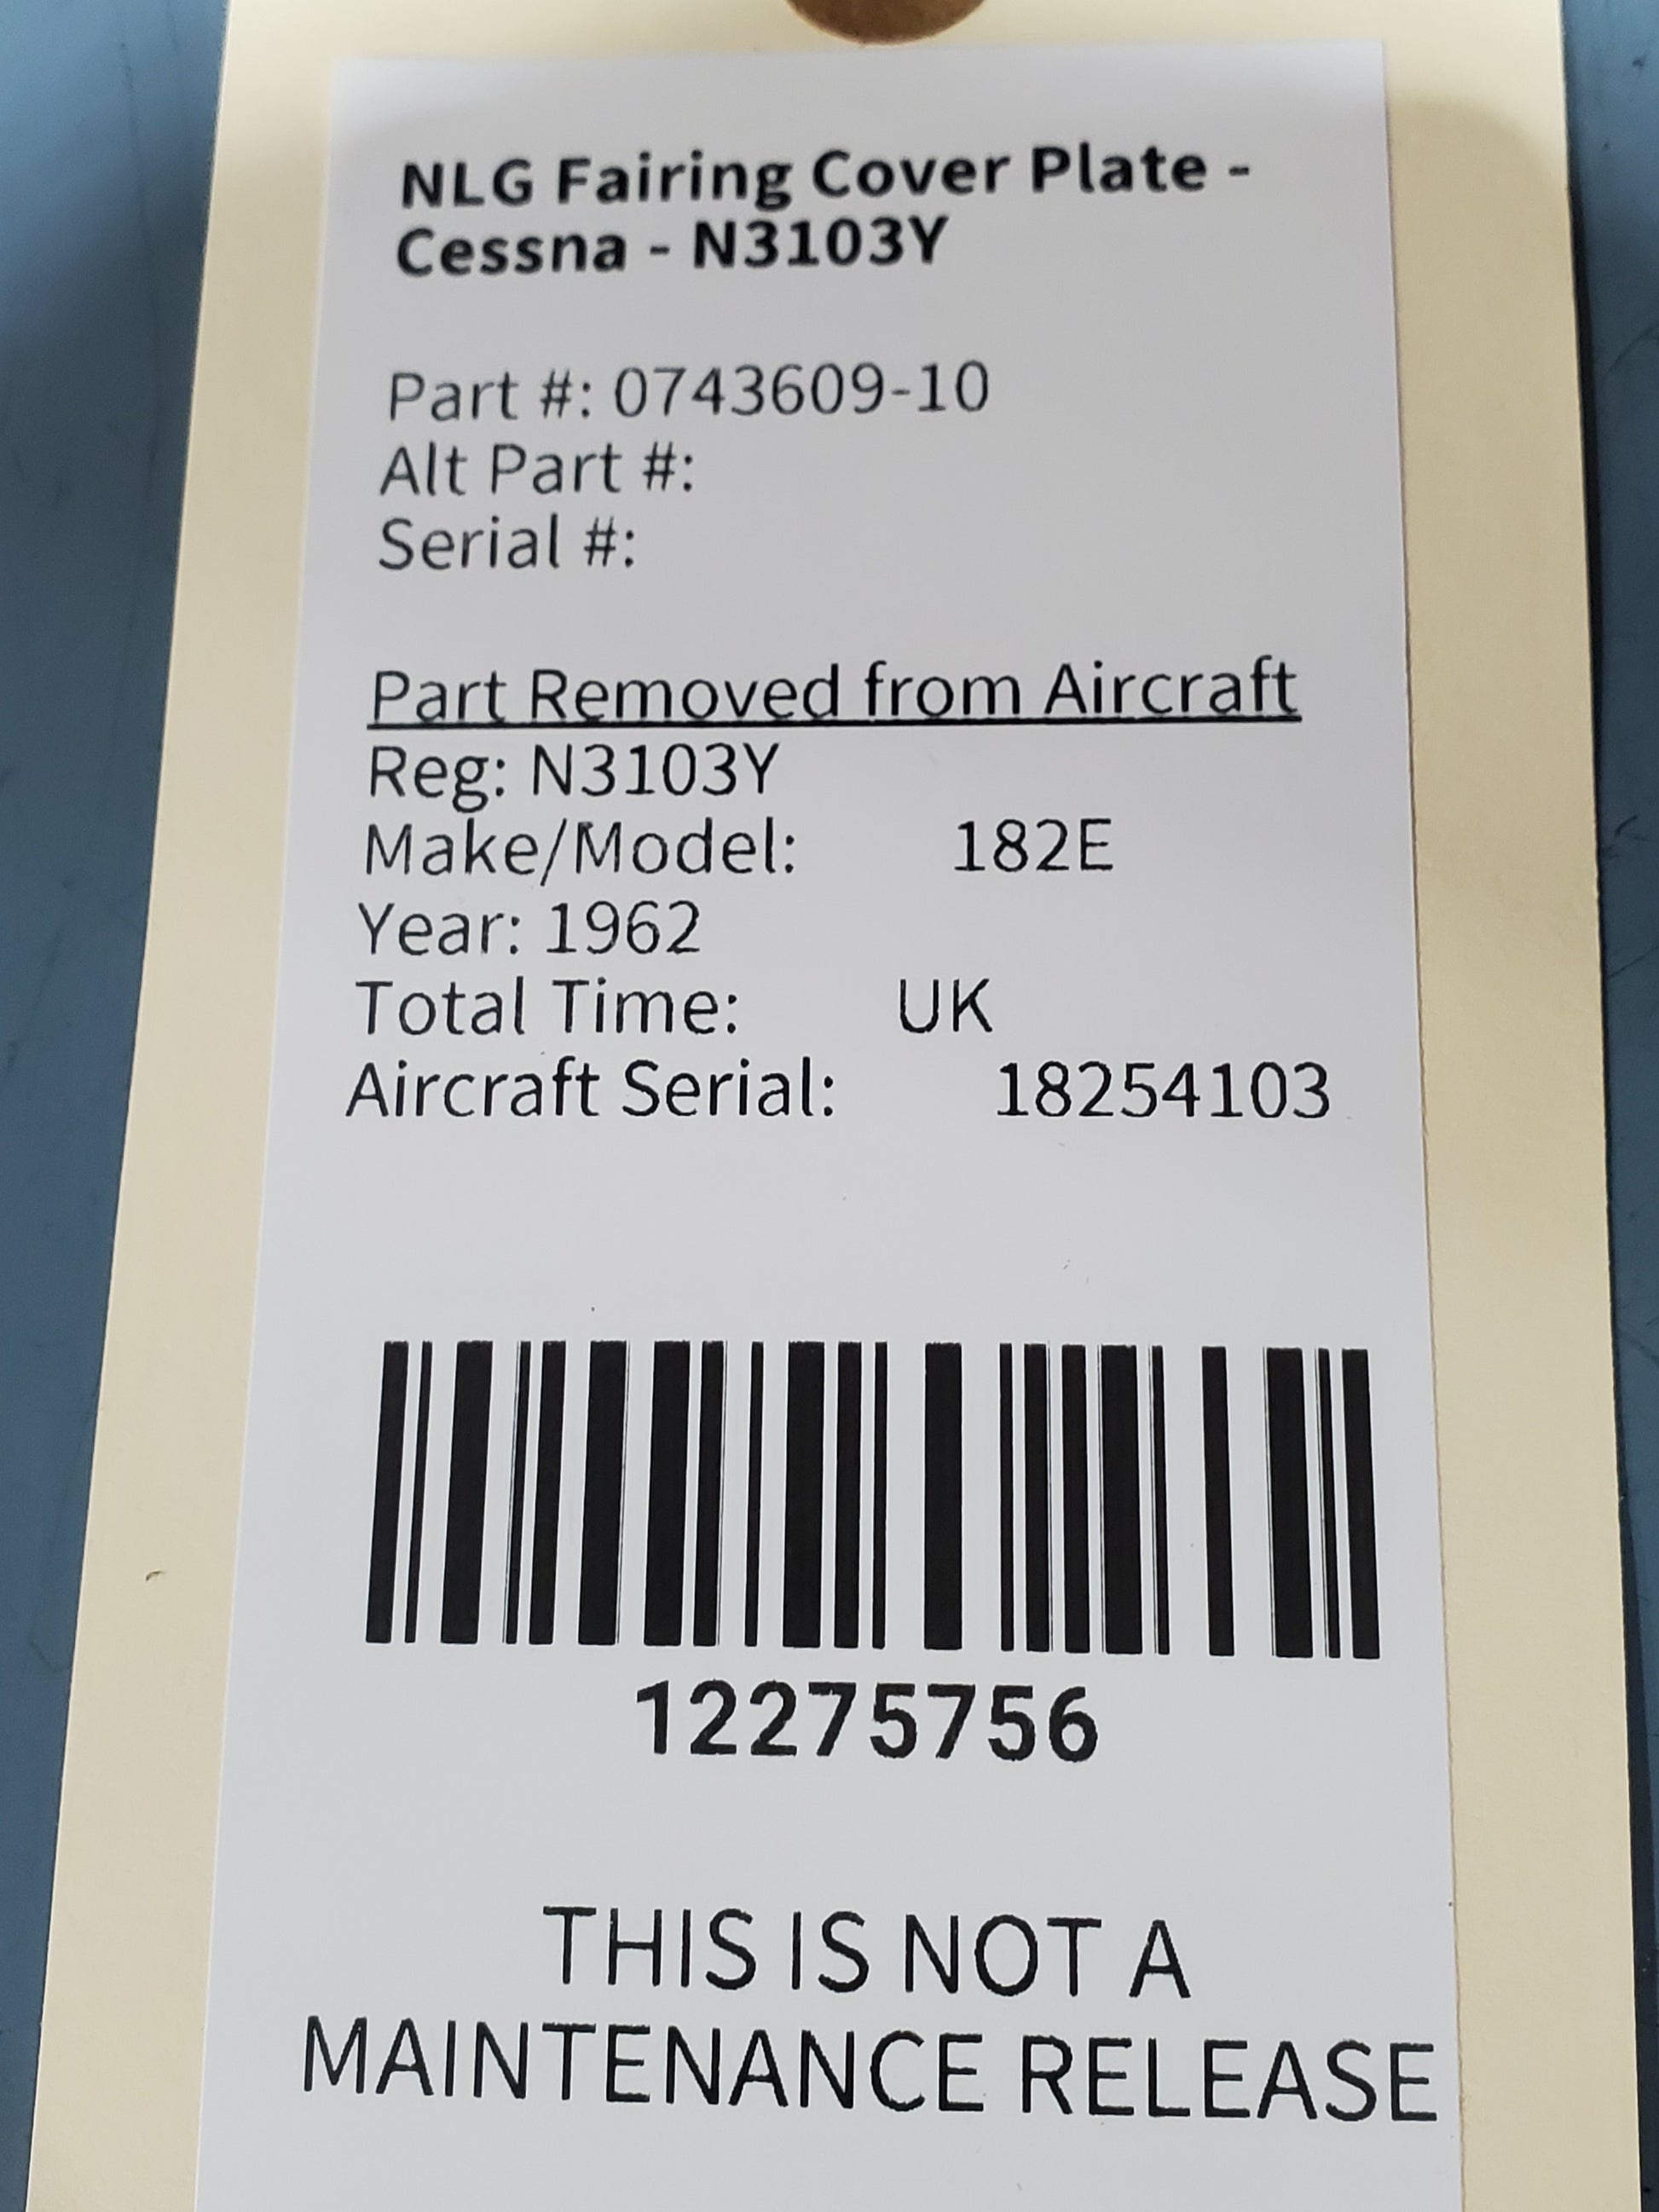 NLG Fairing Cover Plate -
Cessna - N3103Y
Part #: 0743609-10
Alt Part #:
Serial #:
Part Removed from Aircraft
Reg: N3103Y
Make/Model: 182E
Year: 1962
Total Time: UK
Aircraft Serial: 18254103
12275756
THIS IS NOT A
MAINTENANCE RELEASE